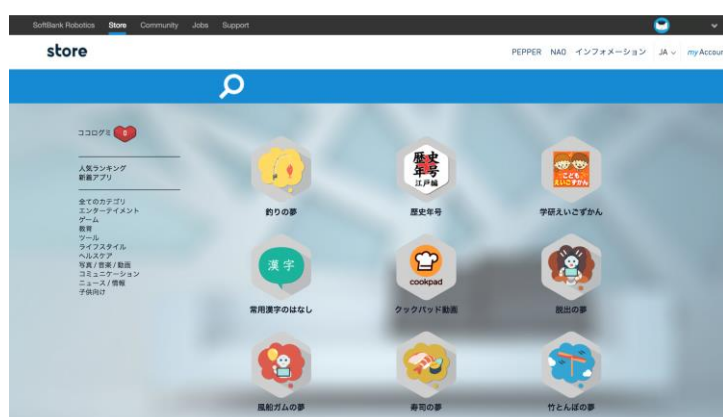 SoftBank Robotics Store Community Jobs Support
store
PEPPER NAO インフォメーション JA my Accoun
ココログミ
人気ランキング
新着アプリ
全てのカテゴリ
エンターテイメント
ゲーム
教育
ツール
ライフスタイル
ヘルスケア
写真 / 音楽 / 動画
コミュニケーション
ニュース / 情報
子供向け
歴史
年号
江戸編
こども
えいごずかん
釣りの夢 歴史年号 学研えいごずかん
漢字
cookpad
常用漢字のはなし クックパッド動画 脱出の夢
風船ガムの夢 寿司の夢 竹とんぼの夢